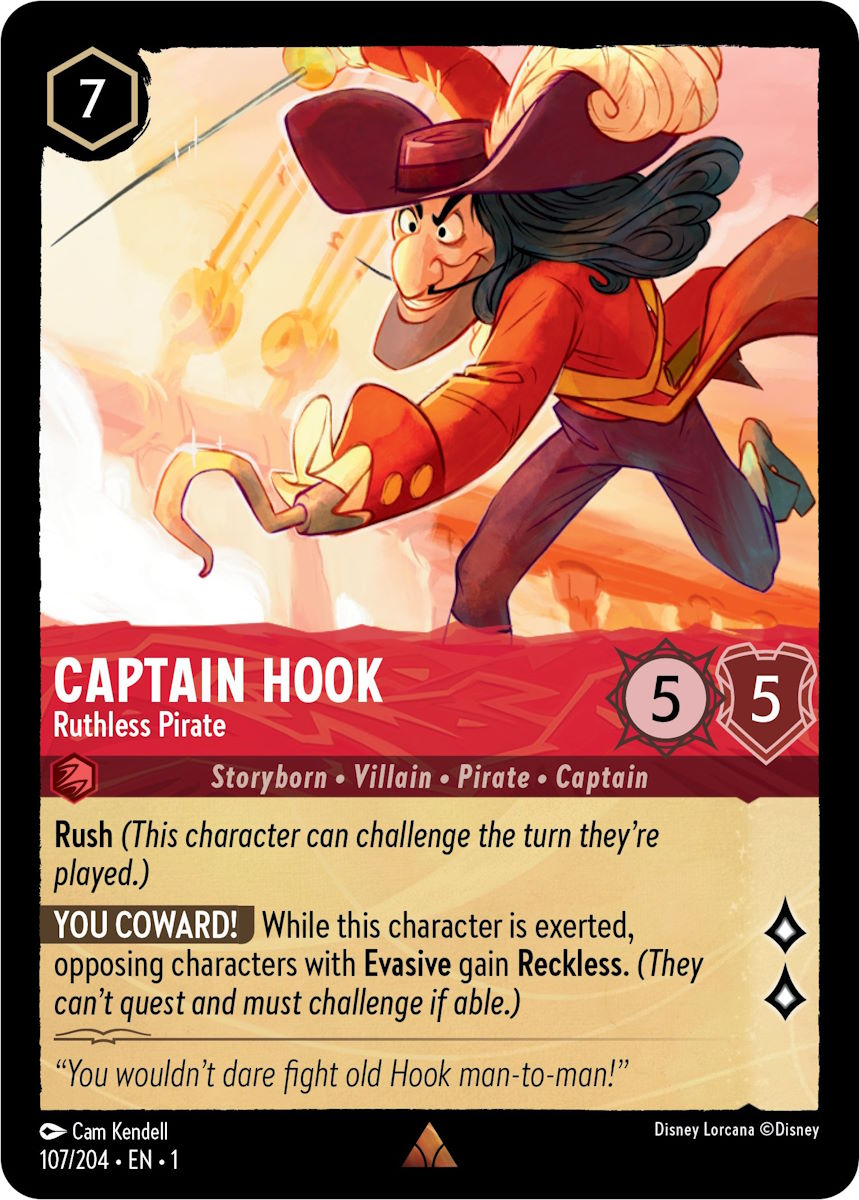 7
CAPTAIN HOOK
Ruthless Pirate
5
5
Storyborn • Villain • Pirate • Captain
Rush (This character can challenge the turn they’re
played.)
YOU COWARD! While this character is exerted,
opposing characters with Evasive gain Reckless. (They
can’t quest and must challenge if able.)
“You wouldn’t dare fight old Hook man-to-man!”
Cam Kendell
Disney Lorcana ©Disney
107/204 • EN • 1